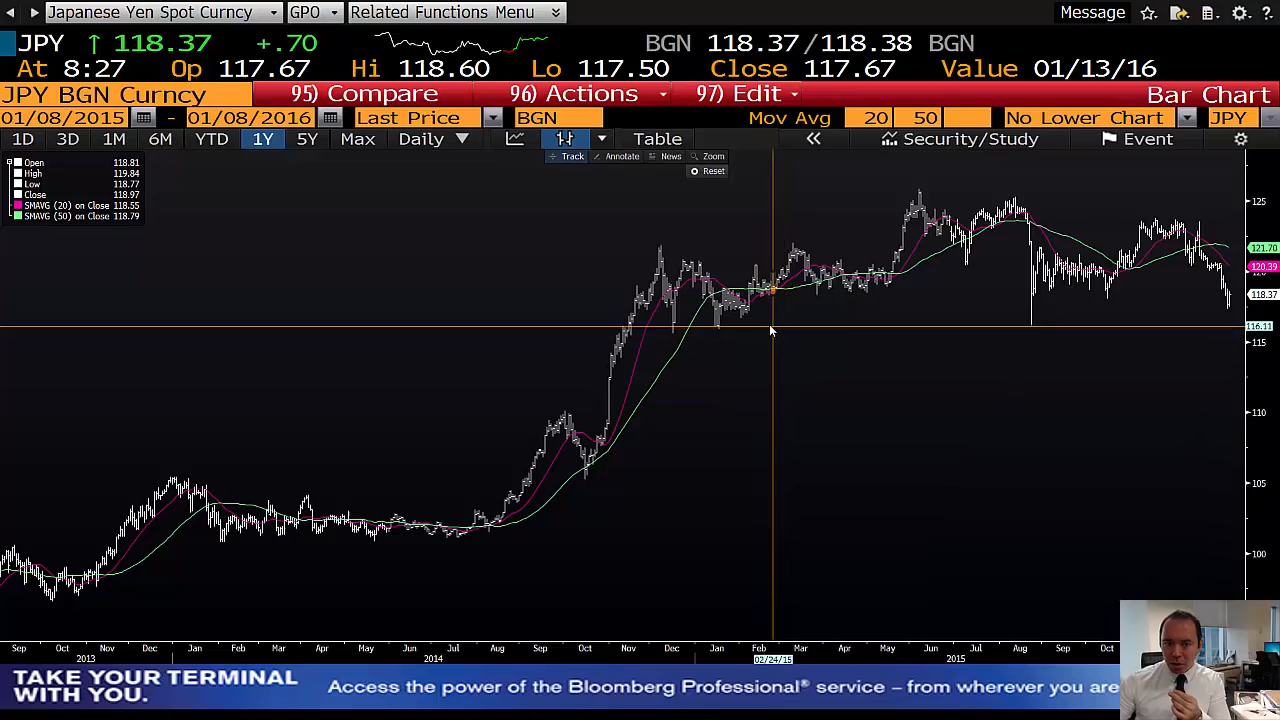 Japanese Yen Spot Curncy GPO Related Functions Menu Message
JPY ↑ 118.37 +.70 BGN 118.37/118.38 BGN
At 8:27 Op 117.67 Hi 118.60 Lo 117.50 Close 117.67 Value 01/13/16
JPY BGN Curncy 95) Compare 96) Actions 97) Edit Bar Chart
01/08/2015 - 01/08/2016 Last Price BGN Mov Avg 20 50 No Lower Chart JPY
1D 3D 1M 6M YTD 1Y 5Y Max Daily ▼ Table « Security/Study Event
Track Annotate News Zoom
Reset
Open 118.81
High 119.84
Low 118.77
Close 118.97
SMAVG (20) on Close 118.55
SMAVG (50) on Close 118.79
125
121.70
120.39
118.37
116.11
115
110
105
100
Sep Oct Nov Dec Jan Feb Mar Apr May Jun Jul Aug Sep Oct Nov Dec Jan Feb Mar Apr May Jun Jul Aug Sep Oct
2013 2014 02/24/15 2015
TAKE YOUR TERMINAL
WITH YOU.
Access the power of the Bloomberg Professional® service – from wherever you are